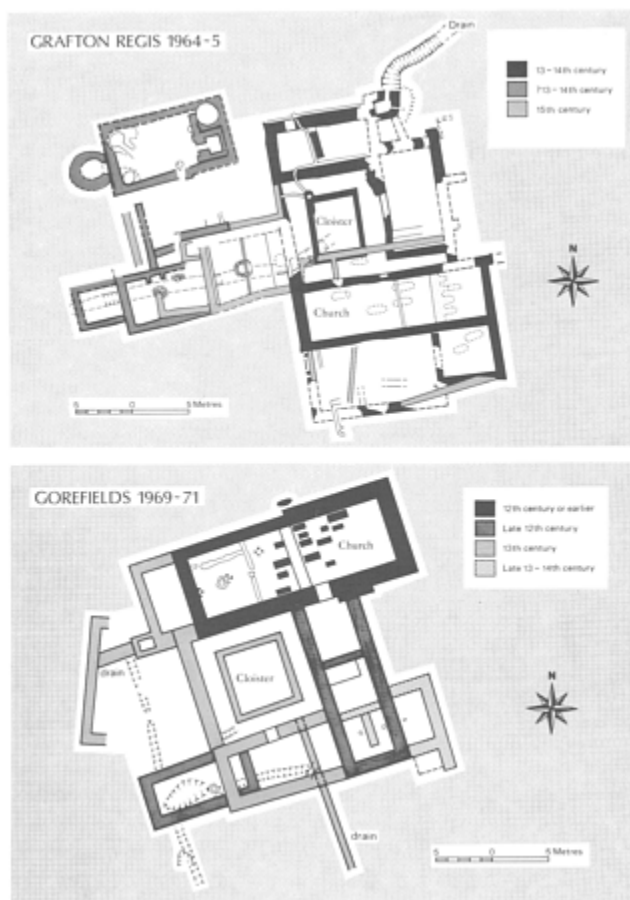 GRAFTON REGIS 1964-5
Drain
13-14th century
?13-14th century
15th century
Cloister
N
Church
5 0 5 Metres
GOREFIELDS 1969-71
12th century or earlier
Late 12th century
13th century
Late 13-14th century
Church
Cloister
drain
N
drain
5 0 5 Metres